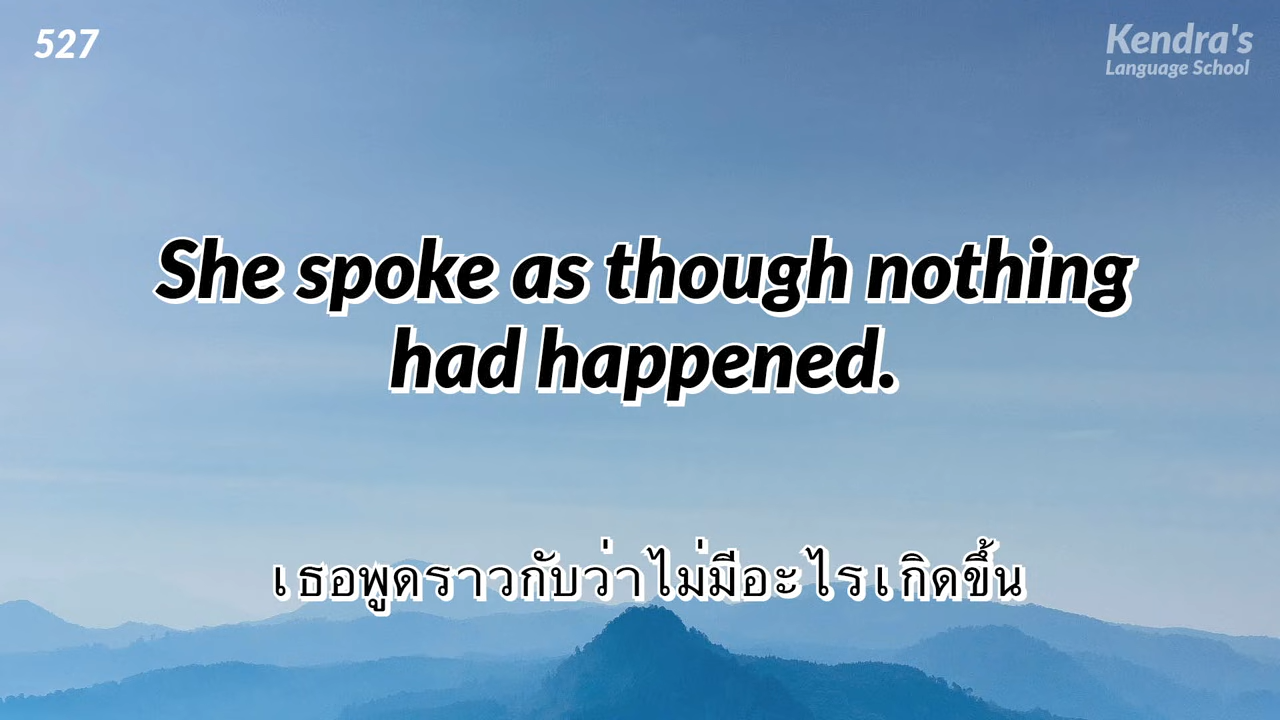 527
Kendra's
Language School
She spoke as though nothing
had happened.
เธอพูดราวกับว่าไม่มีอะไรเกิดขึ้น